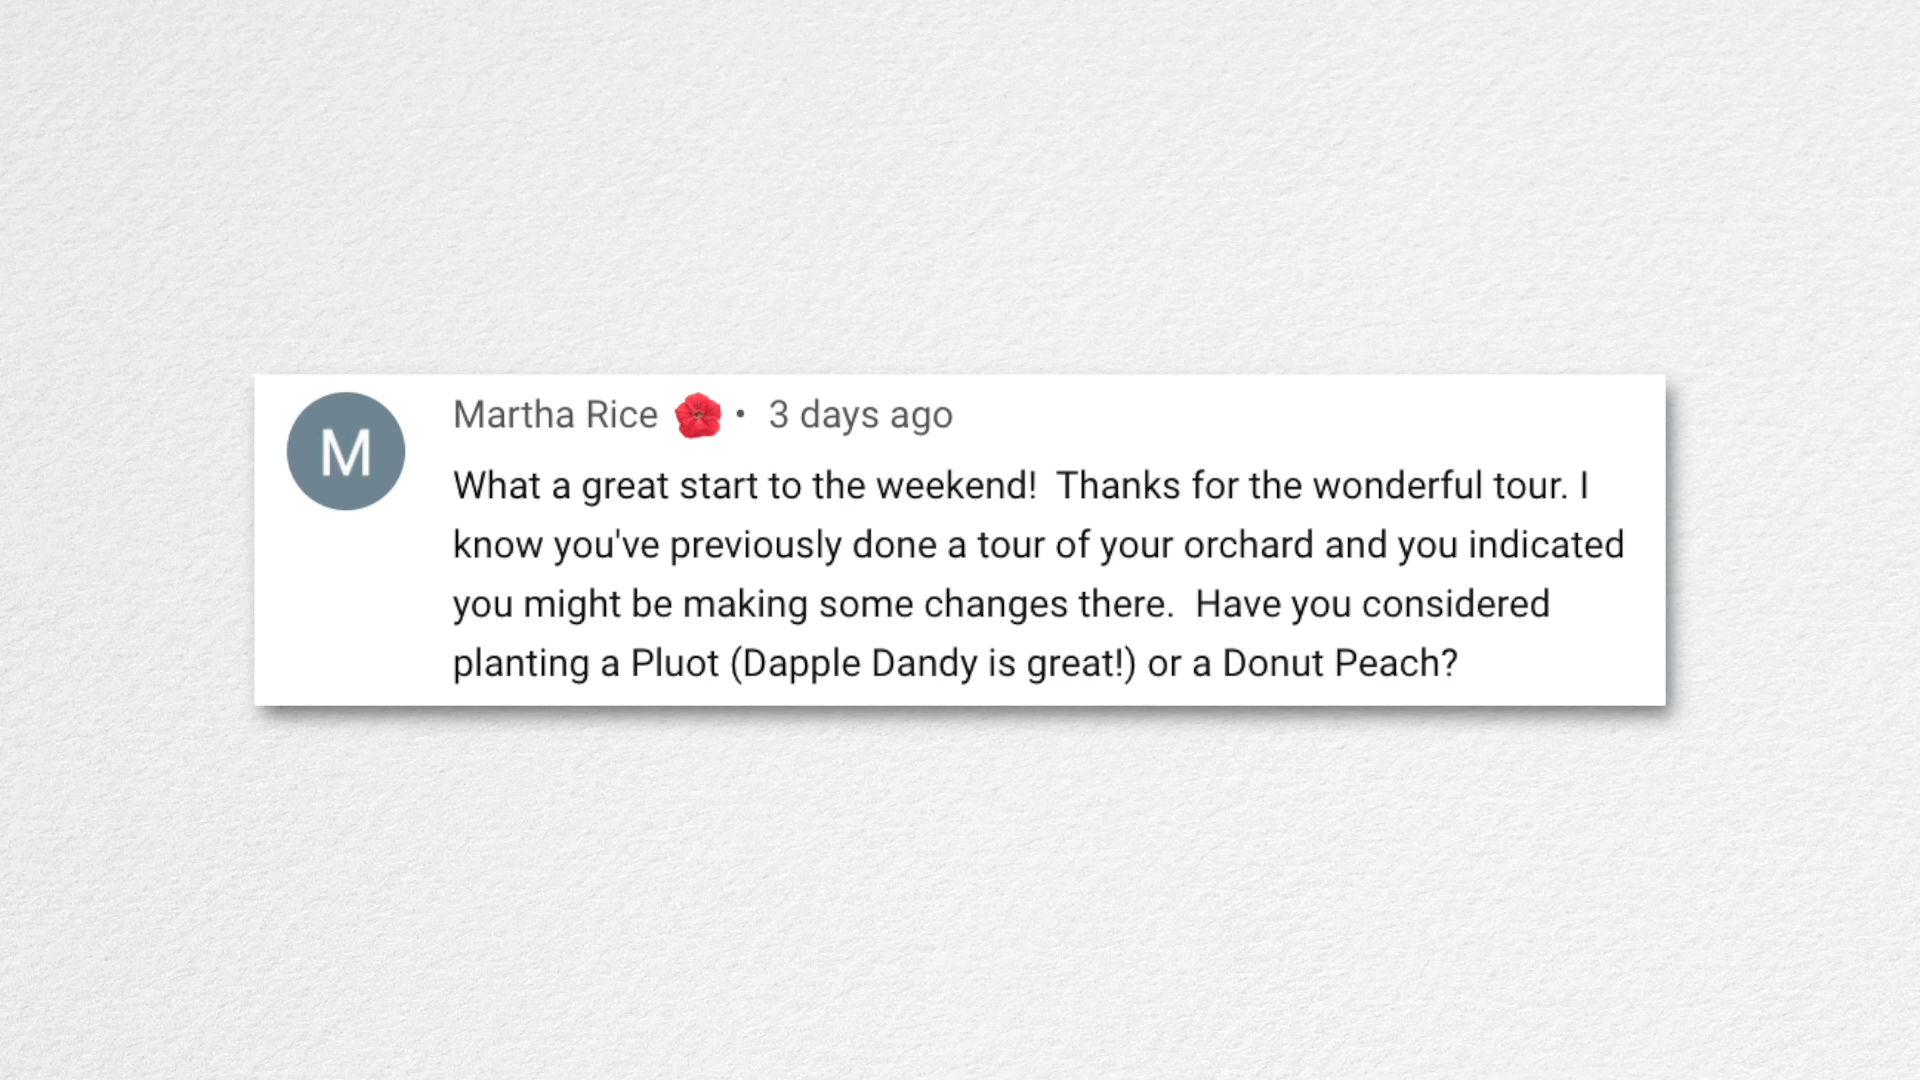 M
Martha Rice • 3 days ago
What a great start to the weekend!  Thanks for the wonderful tour. I
know you've previously done a tour of your orchard and you indicated
you might be making some changes there.  Have you considered
planting a Pluot (Dapple Dandy is great!) or a Donut Peach?